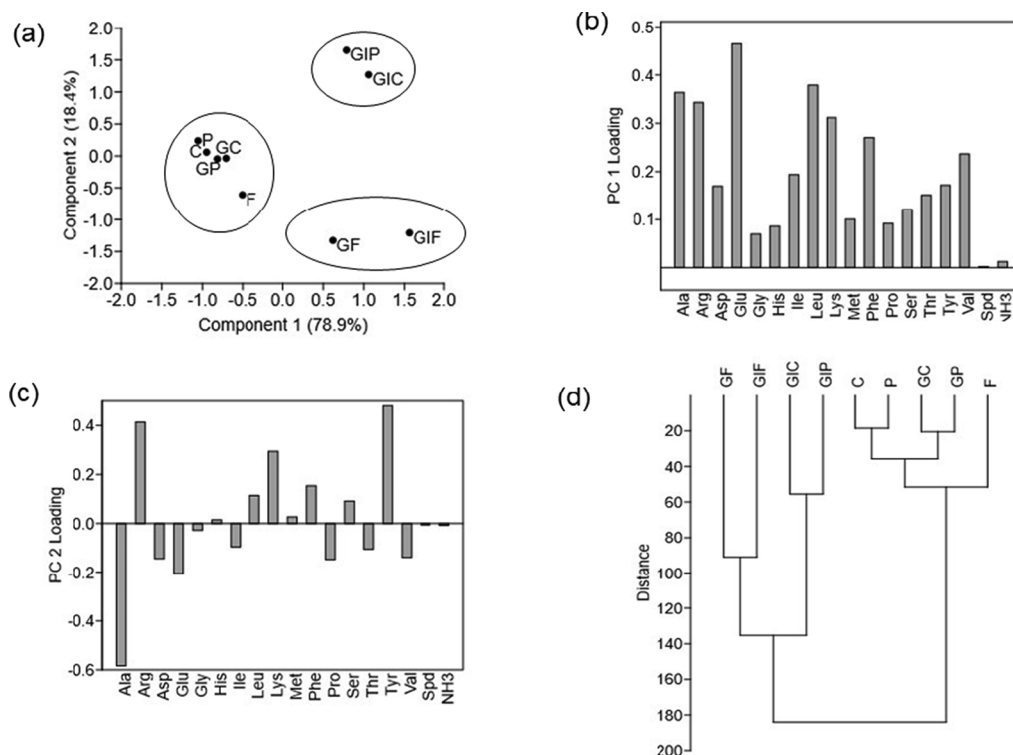 (a)
2.0
1.5
1.0
0.5
0.0
-0.5
-1.0
-1.5
-2.0
Component 2 (18.4%)
GIP
GIC
P
C
GC
GP
F
GF
GIF
-2.0 -1.5 -1.0 -0.5 0.0 0.5 1.0 1.5 2.0
Component 1 (78.9%)
(b)
0.5
0.4
0.3
0.2
0.1
PC 1 Loading
Ala Arg Asp Glu Gly His Ile Leu Lys Met Phe Pro Ser Thr Tyr Val Spd NH3
(c)
0.4
0.2
0.0
-0.2
-0.4
-0.6
PC 2 Loading
Ala Arg Asp Glu Gly His Ile Leu Lys Met Phe Pro Ser Thr Tyr Val Spd NH3
(d)
GF GIF GIC GIP C P GC GP F
20
40
60
80
100
120
140
160
180
200
Distance